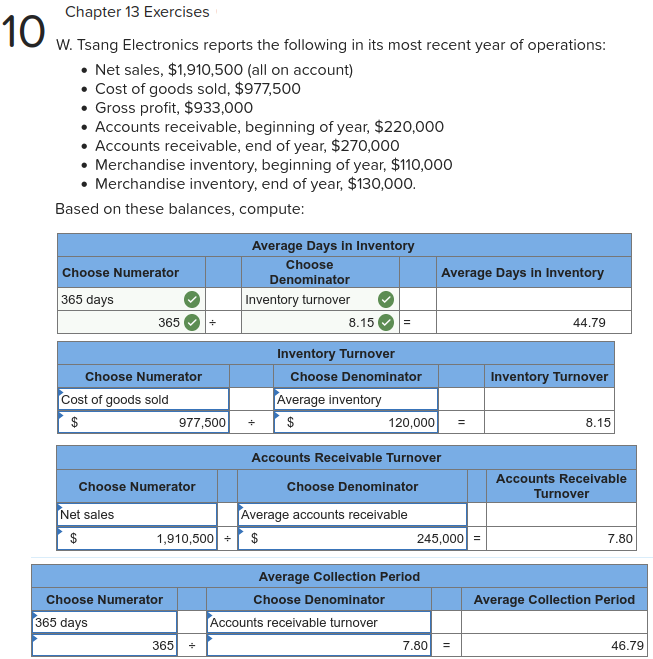 Chapter 13 Exercises
10
W. Tsang Electronics reports the following in its most recent year of operations:
• Net sales, $1,910,500 (all on account)
• Cost of goods sold, $977,500
• Gross profit, $933,000
• Accounts receivable, beginning of year, $220,000
• Accounts receivable, end of year, $270,000
• Merchandise inventory, beginning of year, $110,000
• Merchandise inventory, end of year, $130,000.
Based on these balances, compute:
Average Days in Inventory
Choose Numerator Choose Denominator Average Days in Inventory
365 days Inventory turnover
365 ÷ 8.15 = 44.79
Inventory Turnover
Choose Numerator Choose Denominator Inventory Turnover
Cost of goods sold Average inventory
$ 977,500 ÷ $ 120,000 = 8.15
Accounts Receivable Turnover
Choose Numerator Choose Denominator Accounts Receivable Turnover
Net sales Average accounts receivable
$ 1,910,500 ÷ $ 245,000 = 7.80
Average Collection Period
Choose Numerator Choose Denominator Average Collection Period
365 days Accounts receivable turnover
365 ÷ 7.80 = 46.79